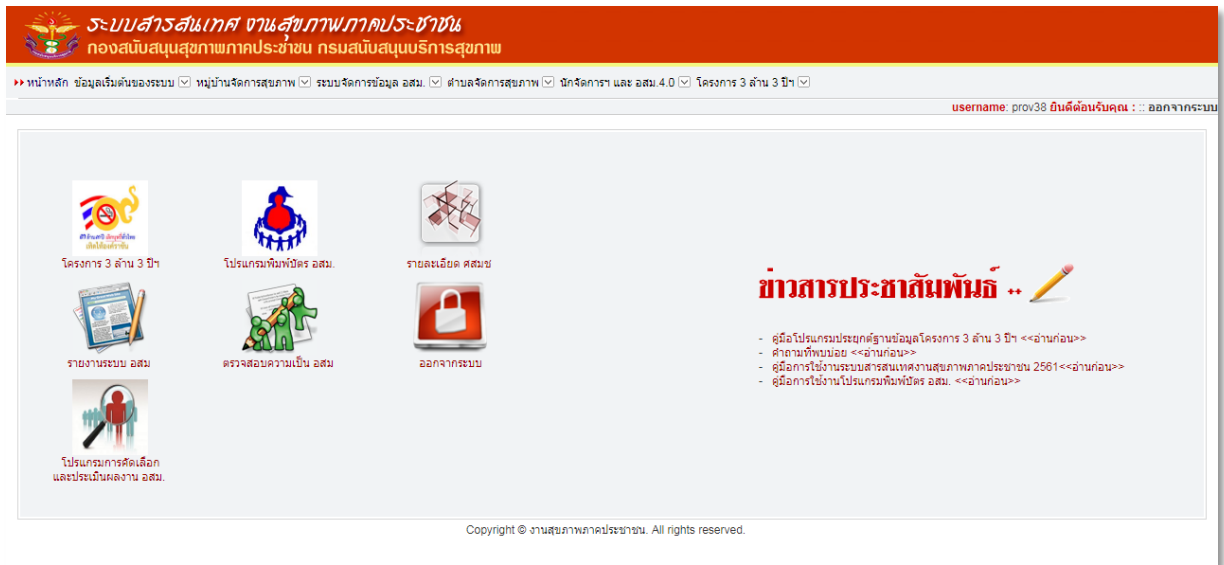 ระบบสารสนเทศ งานสุขภาพภาคประชาชน
กองสนับสนุนสุขภาพภาคประชาชน กรมสนับสนุนบริการสุขภาพ
หน้าหลัก ข้อมูลเริ่มต้นของระบบ หมู่บ้านจัดการสุขภาพ ระบบจัดการข้อมูล อสม. ตำบลจัดการสุขภาพ นักจัดการฯ และ อสม.4.0 โครงการ 3 ล้าน 3 ปีฯ
username: prov38 ยินดีต้อนรับคุณ : :: ออกจากระบบ
โครงการ 3 ล้าน 3 ปีฯ
โปรแกรมพิมพ์บัตร อสม.
รายละเอียด ศสมช
รายงานระบบ อสม
ตรวจสอบความเป็น อสม
ออกจากระบบ
โปรแกรมการคัดเลือก
และประเมินผลงาน อสม.
ข่าวสารประชาสัมพันธ์ ..
- คู่มือโปรแกรมประยุกต์ฐานข้อมูลโครงการ 3 ล้าน 3 ปีฯ <<อ่านก่อน>>
- คำถามที่พบบ่อย <<อ่านก่อน>>
- คู่มือการใช้งานระบบสารสนเทศงานสุขภาพภาคประชาชน 2561<<อ่านก่อน>>
- คู่มือการใช้งานโปรแกรมพิมพ์บัตร อสม. <<อ่านก่อน>>
Copyright © งานสุขภาพภาคประชาชน. All rights reserved.